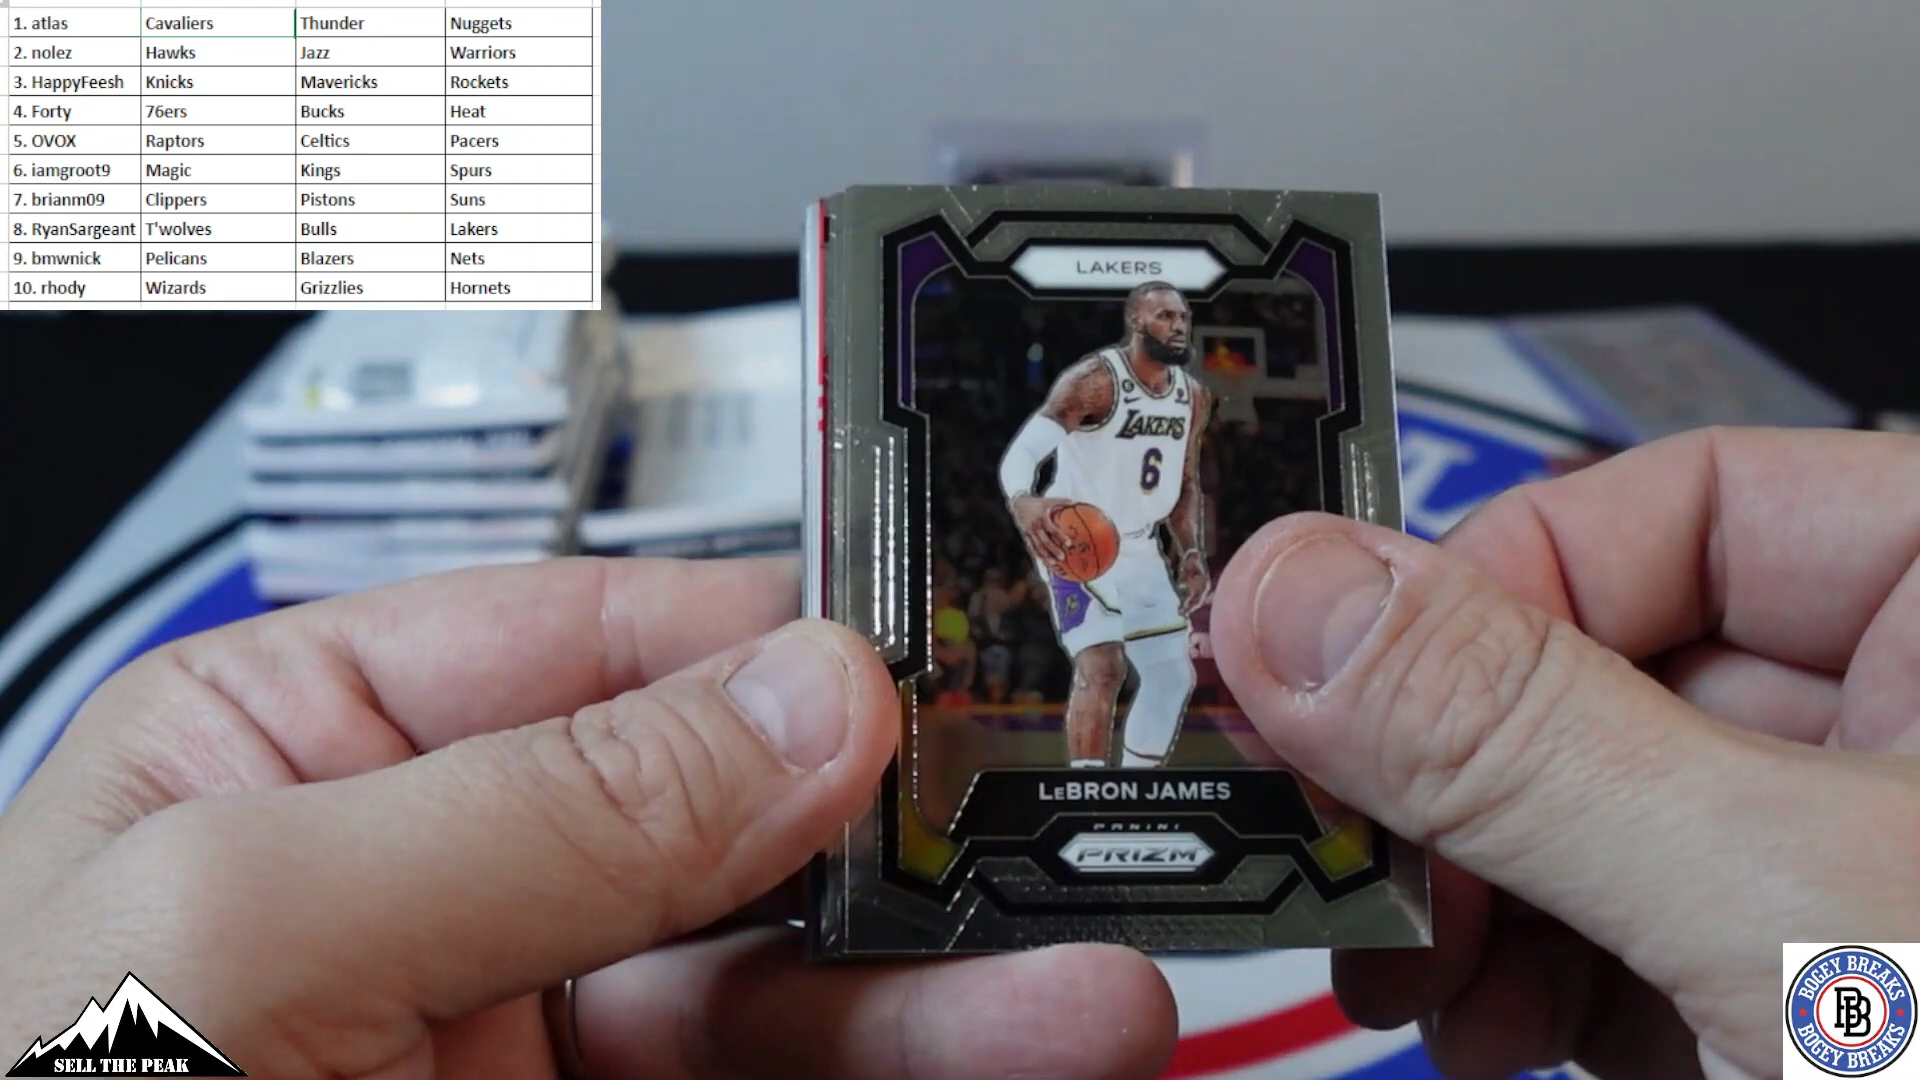 1. atlas Cavaliers Thunder Nuggets
2. nolez Hawks Jazz Warriors
3. HappyFeesh Knicks Mavericks Rockets
4. Forty 76ers Bucks Heat
5. OVOX Raptors Celtics Pacers
6. iamgroot9 Magic Kings Spurs
7. brianm09 Clippers Pistons Suns
8. RyanSargeant T'wolves Bulls Lakers
9. bmwnick Pelicans Blazers Nets
10. rhody Wizards Grizzlies Hornets
LAKERS
LAKERS
6
LEBRON JAMES
PANINI
PRIZM
SELL THE PEAK
BOGEY BREAKS
BB
BOGEY BREAKS